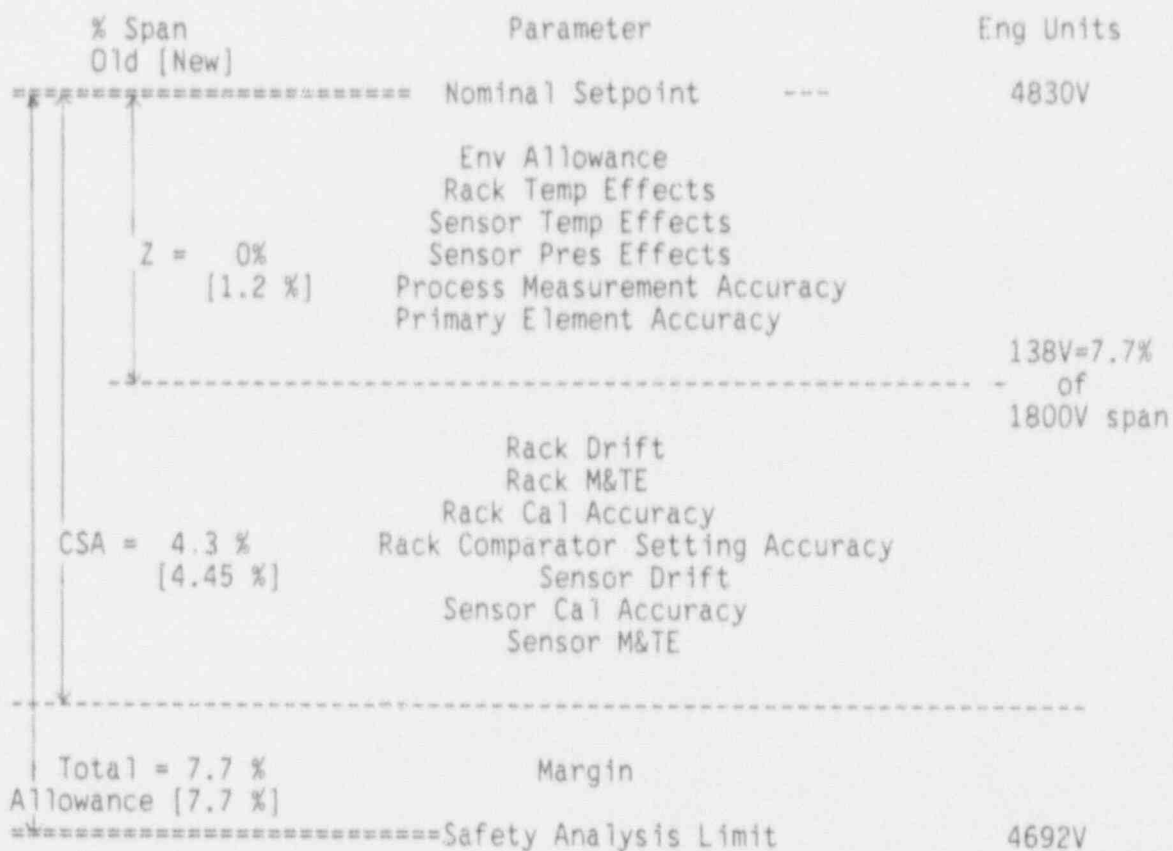 % Span Parameter Eng Units
Old [New]
========================= Nominal Setpoint --- 4830V
Env Allowance
Rack Temp Effects
Sensor Temp Effects
Z = 0% Sensor Pres Effects
[1.2 %] Process Measurement Accuracy
Primary Element Accuracy
138V=7.7%
of
1800V span
Rack Drift
Rack M&TE
Rack Cal Accuracy
CSA = 4.3 % Rack Comparator Setting Accuracy
[4.45 %] Sensor Drift
Sensor Cal Accuracy
Sensor M&TE
Total = 7.7 % Margin
Allowance [7.7 %]
===========================Safety Analysis Limit 4692V